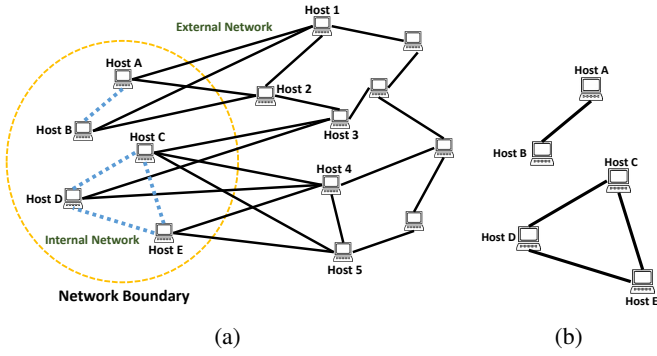 Host 1
External Network
Host A
Host 2
Host B
Host C
Host 3
Host 4
Host D
Internal Network
Host E
Host 5
Network Boundary
(a)
Host A
Host B
Host C
Host D
Host E
(b)